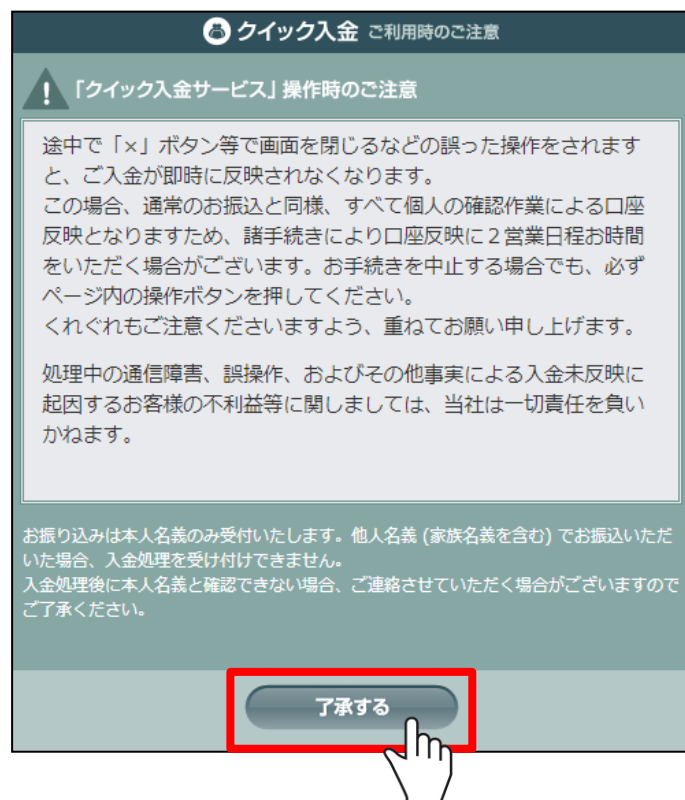 クイック入金 ご利用時のご注意
「クイック入金サービス」操作時のご注意
途中で「×」ボタン等で画面を閉じるなどの誤った操作をされます
と、ご入金が即時に反映されなくなります。
この場合、通常のお振込と同様、すべて個人の確認作業による口座
反映となりますため、諸手続きにより口座反映に2営業日程お時間
をいただく場合がございます。お手続きを中止する場合でも、必ず
ページ内の操作ボタンを押してください。
くれぐれもご注意くださいますよう、重ねてお願い申し上げます。
処理中の通信障害、誤操作、およびその他事実による入金未反映に
起因するお客様の不利益等に関しましては、当社は一切責任を負い
かねます。
お振り込みは本人名義のみ受付いたします。他人名義 (家族名義を含む) でお振込いただ
いた場合、入金処理を受け付けできません。
入金処理後に本人名義と確認できない場合、ご連絡させていただく場合がございますので
ご了承ください。
了承する